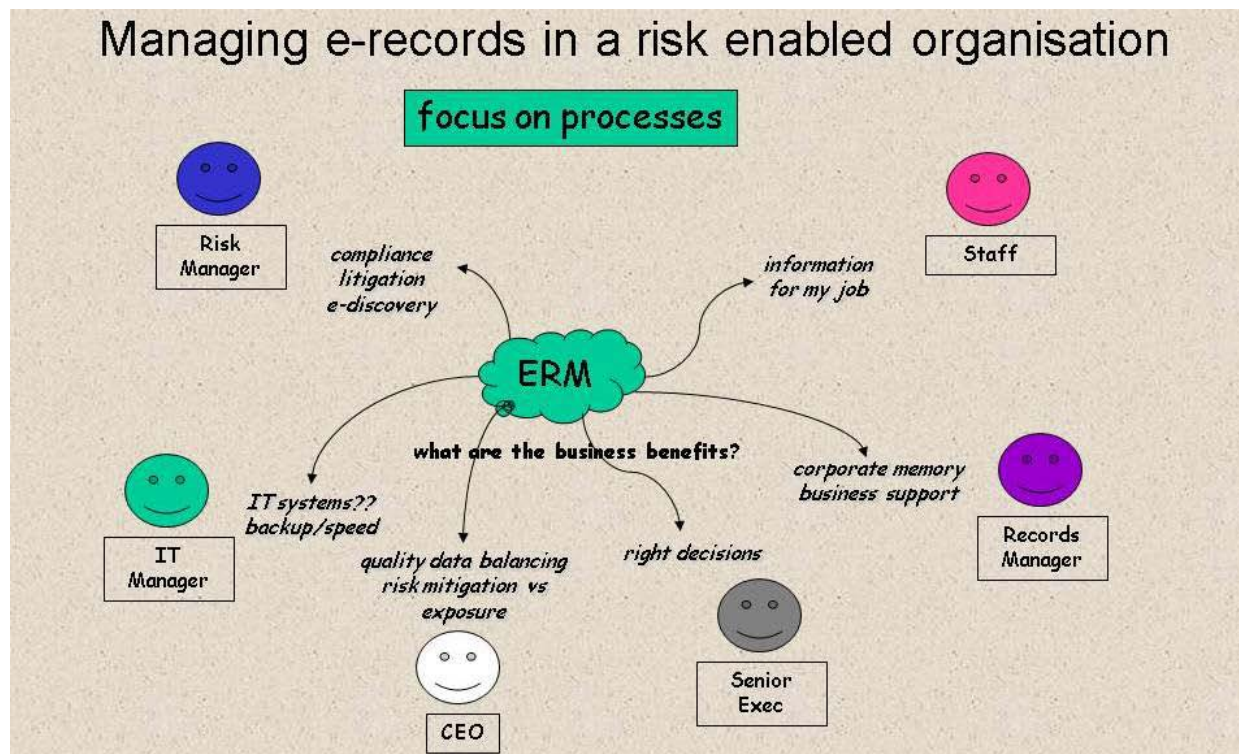 Managing e-records in a risk enabled organisation
focus on processes
Risk
Manager
compliance
litigation
e-discovery
information
for my job
Staff
ERM
what are the business benefits?
IT
Manager
IT systems??
backup/speed
quality data balancing
risk mitigation vs
exposure
CEO
right decisions
Senior
Exec
corporate memory
business support
Records
Manager